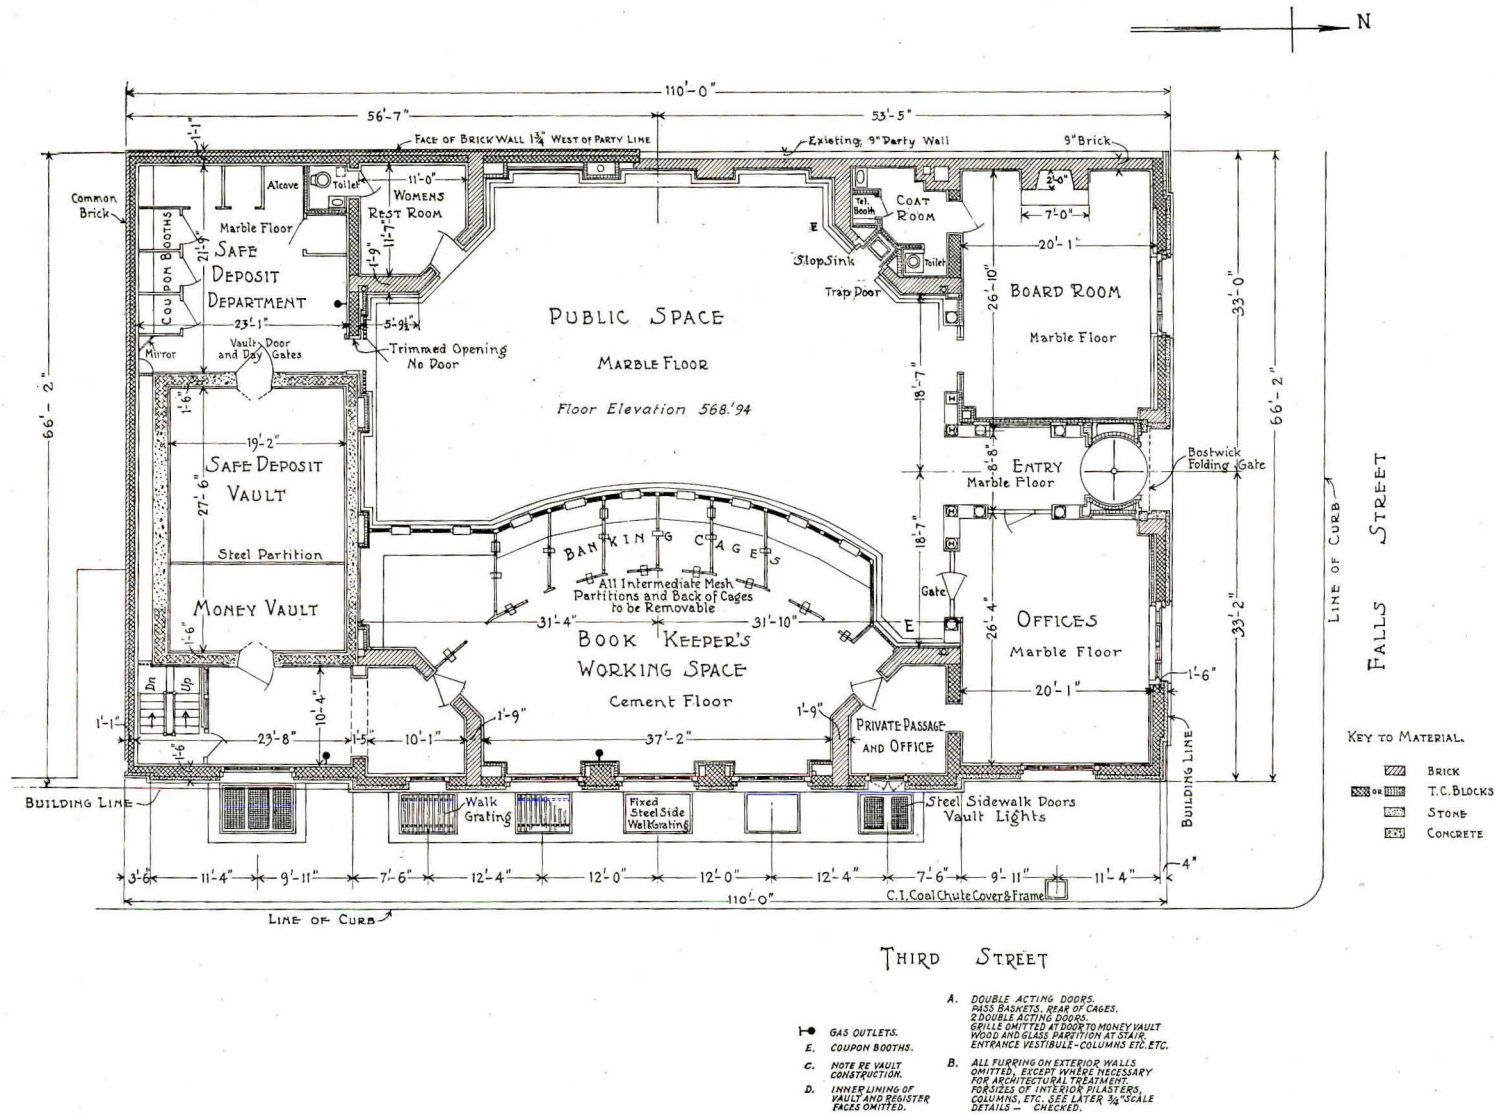 N
110'-0"
56'-7"
53'-5"
1'-1"
FACE OF BRICK WALL 1¾" WEST OF PARTY LINE
Existing 9" Party Wall
9" Brick
Common
Brick
Alcove
Toilet
11'-0"
WOMENS
REST ROOM
11'-7"
1'-9"
Marble Floor
COUPON BOOTHS
21'-9"
SAFE
DEPOSIT
DEPARTMENT
23'-1"
5'-9½"
Mirror
Vault Door
and Day Gates
Trimmed Opening
No Door
PUBLIC SPACE
MARBLE FLOOR
Floor Elevation 568.'94
E
Tel.
Booth
COAT
ROOM
Slop Sink
Toilet
Trap Door
2'-0"
7'-0"
20'-1"
26'-10"
BOARD ROOM
Marble Floor
33'-0"
66'-2"
66'-2"
18'-7"
1'-6"
19'-2"
SAFE DEPOSIT
VAULT
27'-6"
Steel Partition
MONEY VAULT
1'-6"
8'-8"
ENTRY
Marble Floor
Bostwick
Folding Gate
18'-7"
BANKING CAGES
All Intermediate Mesh
Partitions and Back of Cages
to be Removable
31'-4"
31'-10"
BOOK KEEPER'S
WORKING SPACE
Cement Floor
Gate
E
26'-4"
OFFICES
Marble Floor
20'-1"
1'-6"
33'-2"
LINE OF CURB
FALLS STREET
Dn
Up
1'-1"
10'-4"
23'-8"
1'-5"
10'-1"
1'-6"
1'-9"
37'-2"
1'-9"
PRIVATE PASSAGE
AND OFFICE
BUILDING LINE
BUILDING LINE
Walk
Grating
Fixed
Steel Side
Walk Grating
Steel Sidewalk Doors
Vault Lights
KEY TO MATERIAL.
BRICK
OR T.C. BLOCKS
STONE
CONCRETE
3'-6
11'-4"
9'-11"
7'-6"
12'-4"
12'-0"
12'-0"
12'-4"
7'-6"
9'-11"
11'-4"
4"
C.I. Coal Chute Cover & Frame
110'-0"
LINE OF CURB
THIRD STREET
GAS OUTLETS.
E. COUPON BOOTHS.
C. NOTE RE VAULT
CONSTRUCTION.
D. INNER LINING OF
VAULT AND REGISTER
FACES OMITTED.
A. DOUBLE ACTING DOORS.
PASS BASKETS, REAR OF CAGES.
2 DOUBLE ACTING DOORS.
GRILLE OMITTED AT DOOR TO MONEY VAULT
WOOD AND GLASS PARTITION AT STAIR.
ENTRANCE VESTIBULE-COLUMNS ETC. ETC.
B. ALL FURRING ON EXTERIOR WALLS
OMITTED, EXCEPT WHERE NECESSARY
FOR ARCHITECTURAL TREATMENT.
FOR SIZES OF INTERIOR PILASTERS,
COLUMNS, ETC. SEE LATER ¾" SCALE
DETAILS — CHECKED.